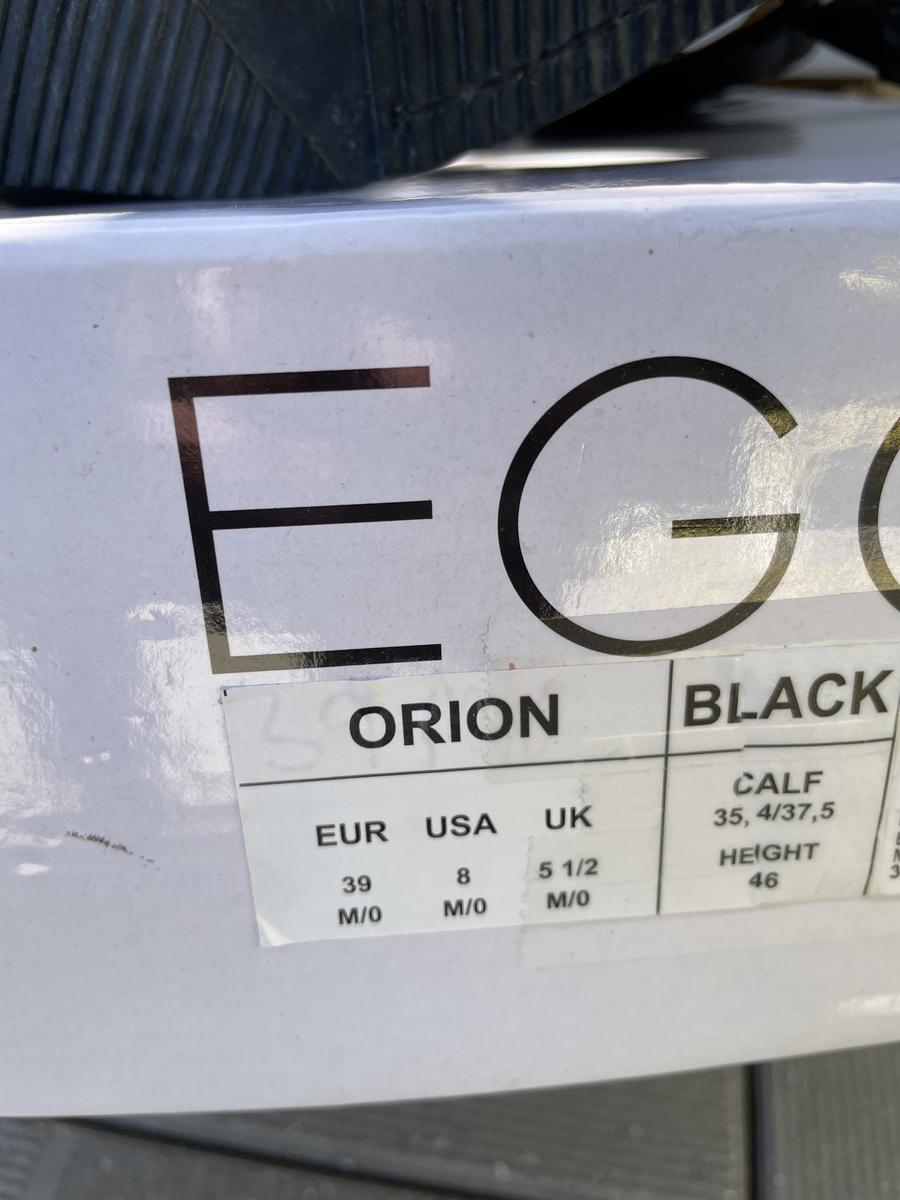 EG
ORION
EUR USA UK
39 8 5 1/2
M/0 M/0 M/0
BLACK
CALF
35, 4/37,5
HEIGHT
46